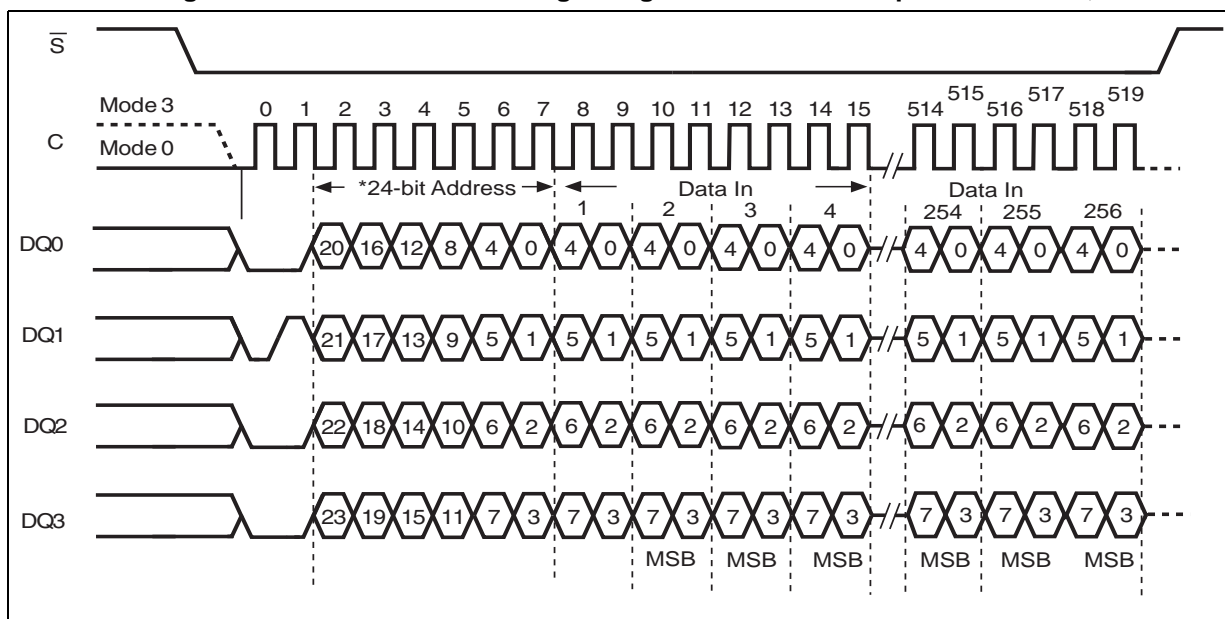 S
Mode 3
Mode 0
C
0 1 2 3 4 5 6 7 8 9 10 11 12 13 14 15 514 515 516 517 518 519
*24-bit Address Data In Data In
1 2 3 4 254 255 256
DQ0 20 16 12 8 4 0 4 0 4 0 4 0 4 0 4 0 4 0 4 0
DQ1 21 17 13 9 5 1 5 1 5 1 5 1 5 1 5 1 5 1 5 1
DQ2 22 18 14 10 6 2 6 2 6 2 6 2 6 2 6 2 6 2 6 2
DQ3 23 19 15 11 7 3 7 3 7 3 7 3 7 3 7 3 7 3 7 3
MSB MSB MSB MSB MSB MSB